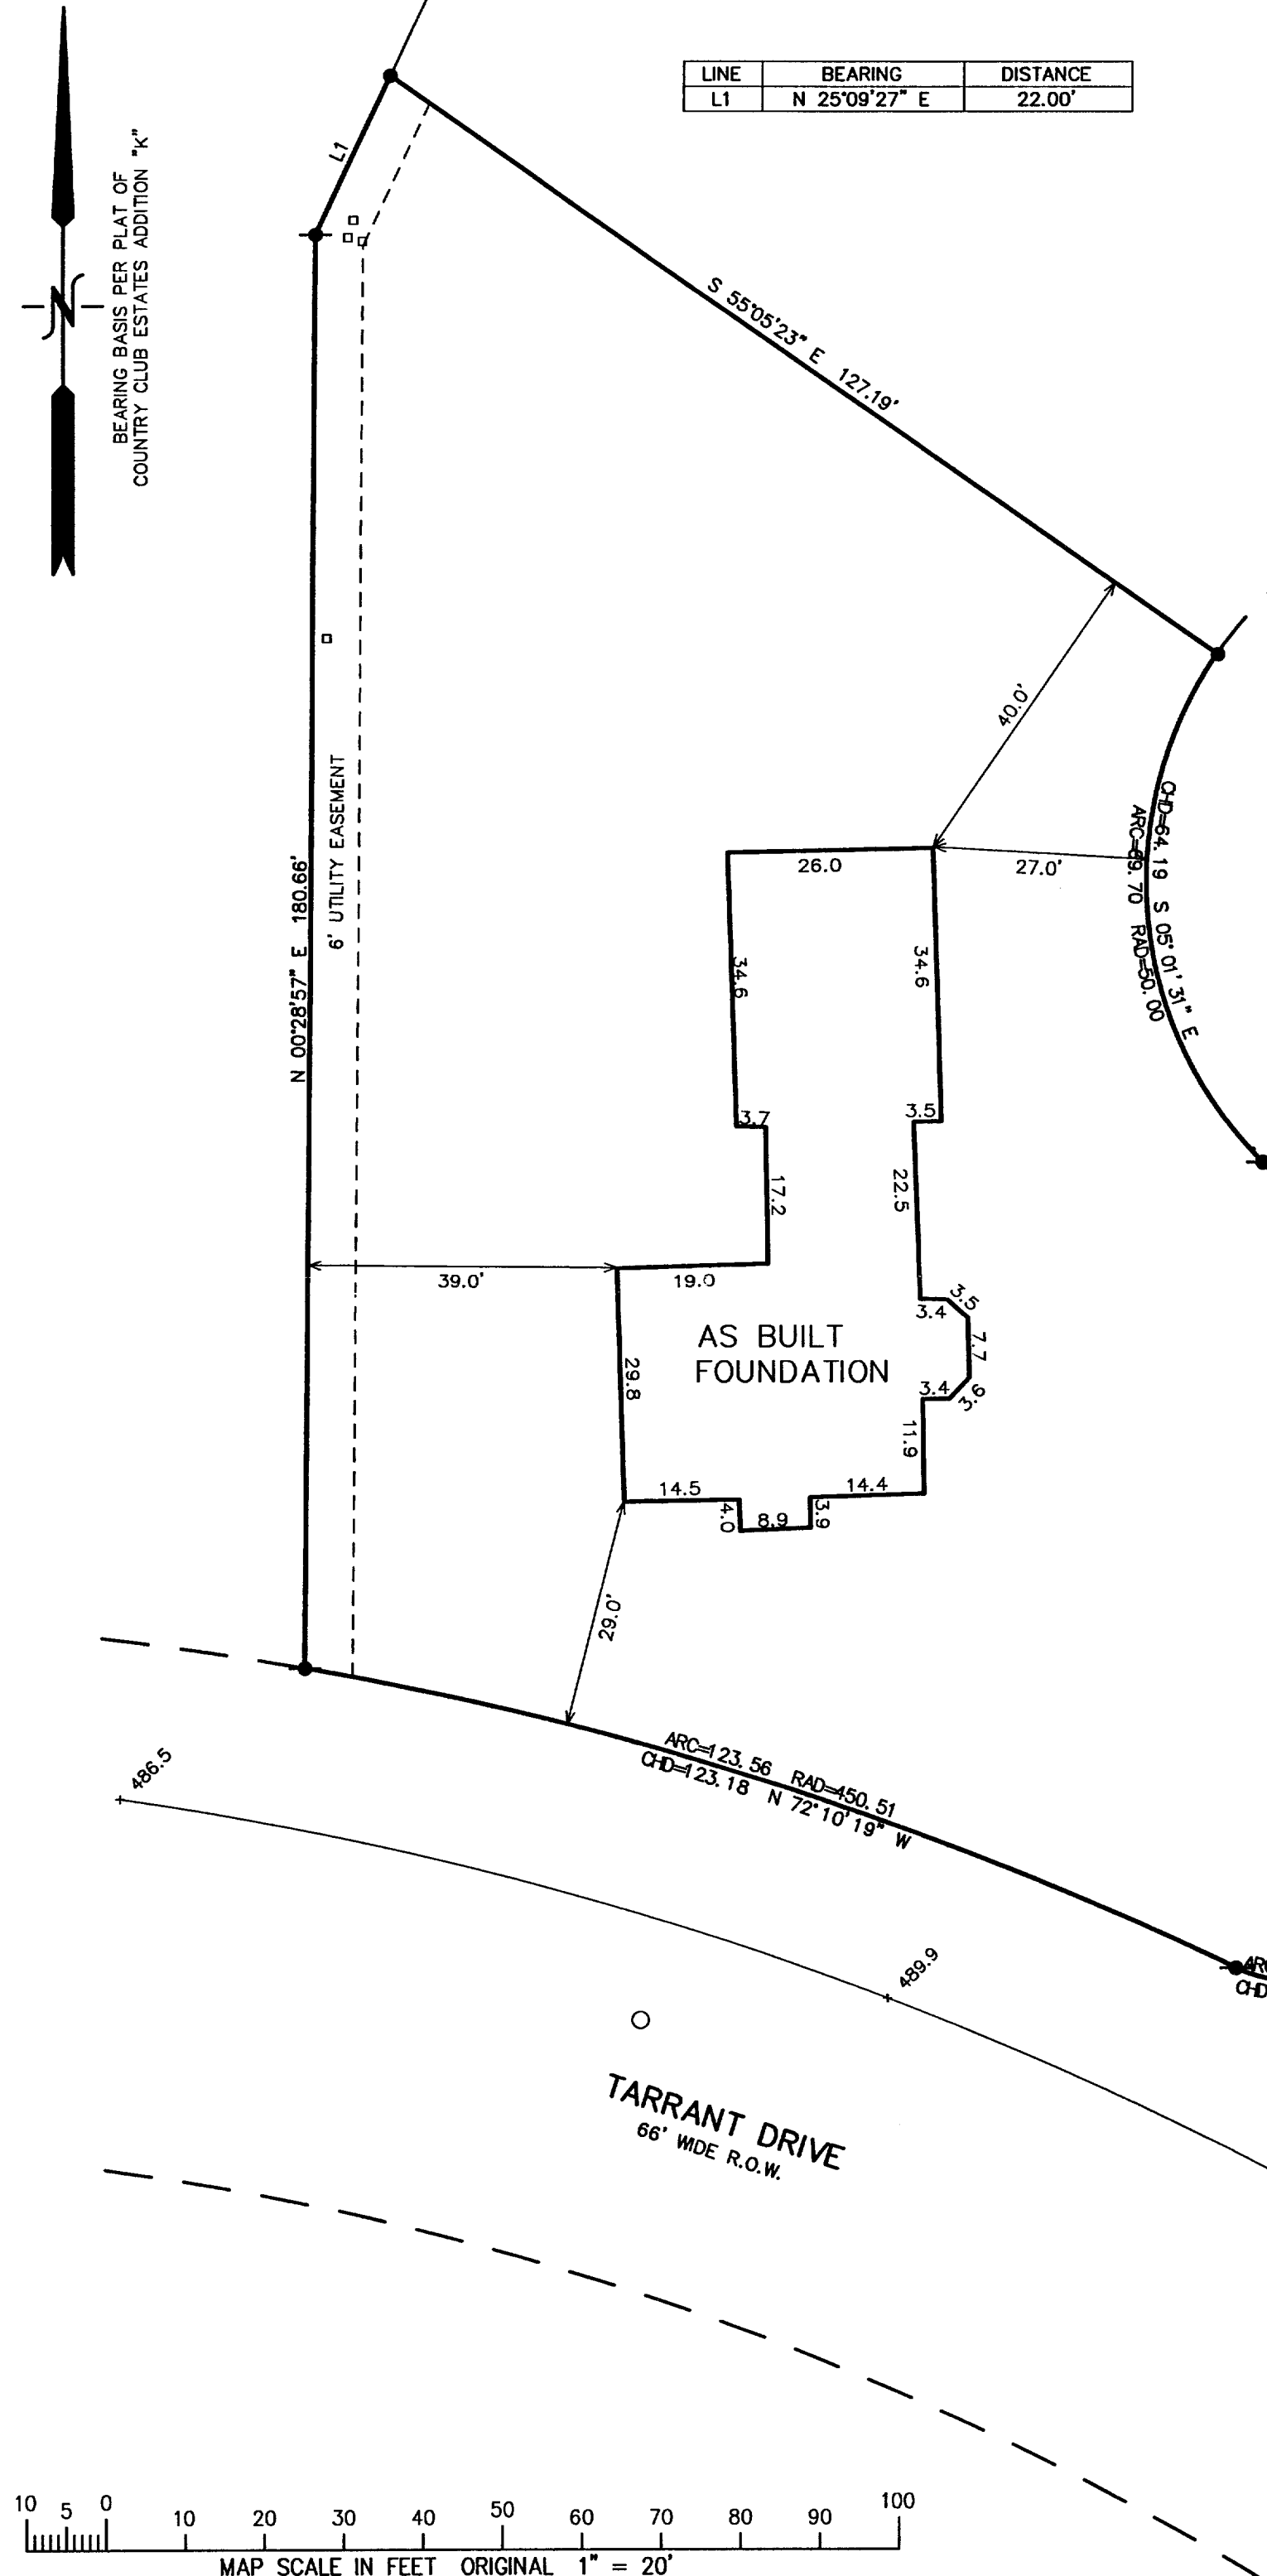 LINE BEARING DISTANCE
L1 N 25°09'27" E 22.00'
BEARING BASIS PER PLAT OF
COUNTRY CLUB ESTATES ADDITION "K"
N
L1
S 55°05'23" E 127.19'
40.0'
27.0'
CHD=64.19 S 05°01'31" E
ARC=69.70 RAD=50.00
N 00°28'57" E 180.66'
6' UTILITY EASEMENT
26.0
34.6
34.6
3.7
3.5
17.2
22.5
39.0'
19.0
3.4
3.5
7.7
AS BUILT
FOUNDATION
29.8
3.4
3.6
11.9
14.5
4.0
8.9
3.9
14.4
29.0'
ARC=123.56 RAD=450.51
CHD=123.18 N 72°10'19" W
486.5
489.9
ARC
CHD
TARRANT DRIVE
66' WIDE R.O.W.
10 5 0 10 20 30 40 50 60 70 80 90 100
MAP SCALE IN FEET ORIGINAL 1" = 20'